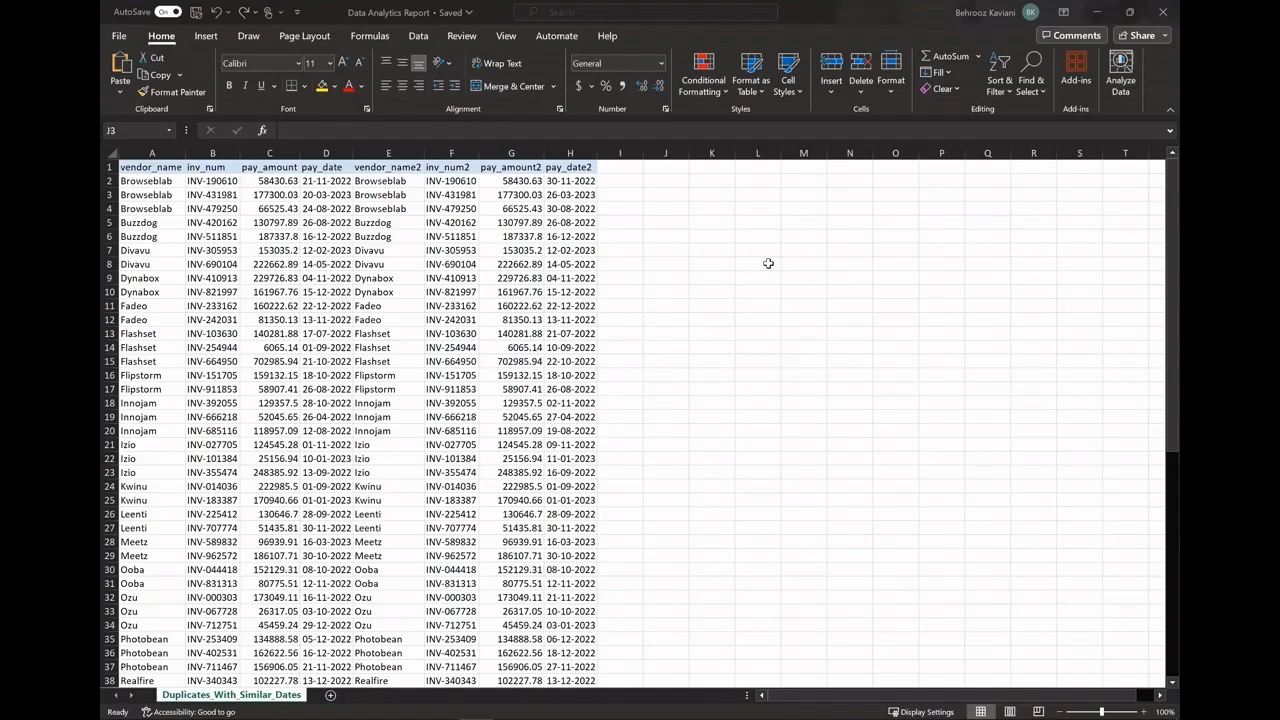 AutoSave On Data Analytics Report • Saved Search Behrooz Kaviani BK
File Home Insert Draw Page Layout Formulas Data Review View Automate Help Comments Share
Paste Cut Copy Format Painter Clipboard
Calibri 11 A A B I U A Font
Wrap Text Merge & Center Alignment
General $ % , Number
Conditional Formatting Format as Table Cell Styles Styles
Insert Delete Format Cells
AutoSum Fill Clear Sort & Filter Find & Select Editing
Add-ins Add-ins
Analyze Data
J3 fx
A B C D E F G H I J K L M N O P Q R S T
1 vendor_name inv_num pay_amount pay_date vendor_name2 inv_num2 pay_amount2 pay_date2
2 Browseblab INV-190610 58430.63 21-11-2022 Browseblab INV-190610 58430.63 30-11-2022
3 Browseblab INV-431981 177300.03 20-03-2023 Browseblab INV-431981 177300.03 26-03-2023
4 Browseblab INV-479250 66525.43 24-08-2022 Browseblab INV-479250 66525.43 30-08-2022
5 Buzzdog INV-420162 130797.89 26-08-2022 Buzzdog INV-420162 130797.89 26-08-2022
6 Buzzdog INV-511851 187337.8 16-12-2022 Buzzdog INV-511851 187337.8 16-12-2022
7 Divavu INV-305953 153035.2 12-02-2023 Divavu INV-305953 153035.2 12-02-2023
8 Divavu INV-690104 222662.89 14-05-2022 Divavu INV-690104 222662.89 14-05-2022
9 Dynabox INV-410913 229726.83 04-11-2022 Dynabox INV-410913 229726.83 04-11-2022
10 Dynabox INV-821997 161967.76 15-12-2022 Dynabox INV-821997 161967.76 15-12-2022
11 Fadeo INV-233162 160222.62 22-12-2022 Fadeo INV-233162 160222.62 22-12-2022
12 Fadeo INV-242031 81350.13 13-11-2022 Fadeo INV-242031 81350.13 13-11-2022
13 Flashset INV-103630 140281.88 17-07-2022 Flashset INV-103630 140281.88 21-07-2022
14 Flashset INV-254944 6065.14 01-09-2022 Flashset INV-254944 6065.14 10-09-2022
15 Flashset INV-664950 702985.94 21-10-2022 Flashset INV-664950 702985.94 22-10-2022
16 Flipstorm INV-151705 159132.15 18-10-2022 Flipstorm INV-151705 159132.15 18-10-2022
17 Flipstorm INV-911853 58907.41 26-08-2022 Flipstorm INV-911853 58907.41 26-08-2022
18 Innojam INV-392055 129357.5 28-10-2022 Innojam INV-392055 129357.5 02-11-2022
19 Innojam INV-666218 52045.65 26-04-2022 Innojam INV-666218 52045.65 27-04-2022
20 Innojam INV-685116 118957.09 12-08-2022 Innojam INV-685116 118957.09 19-08-2022
21 Izio INV-027705 124545.28 01-11-2022 Izio INV-027705 124545.28 09-11-2022
22 Izio INV-101384 25156.94 10-01-2023 Izio INV-101384 25156.94 11-01-2023
23 Izio INV-355474 248385.92 13-09-2022 Izio INV-355474 248385.92 16-09-2022
24 Kwinu INV-014036 222985.5 01-09-2022 Kwinu INV-014036 222985.5 01-09-2022
25 Kwinu INV-183387 170940.66 01-01-2023 Kwinu INV-183387 170940.66 01-01-2023
26 Leenti INV-225412 130646.7 28-09-2022 Leenti INV-225412 130646.7 28-09-2022
27 Leenti INV-707774 51435.81 30-11-2022 Leenti INV-707774 51435.81 30-11-2022
28 Meetz INV-589832 96939.91 16-03-2023 Meetz INV-589832 96939.91 16-03-2023
29 Meetz INV-962572 186107.71 30-10-2022 Meetz INV-962572 186107.71 30-10-2022
30 Ooba INV-044418 152129.31 08-10-2022 Ooba INV-044418 152129.31 08-10-2022
31 Ooba INV-831313 80775.51 12-11-2022 Ooba INV-831313 80775.51 12-11-2022
32 Ozu INV-000303 173049.11 16-11-2022 Ozu INV-000303 173049.11 21-11-2022
33 Ozu INV-067728 26317.05 03-10-2022 Ozu INV-067728 26317.05 10-10-2022
34 Ozu INV-712751 45459.24 29-12-2022 Ozu INV-712751 45459.24 03-01-2023
35 Photobean INV-253409 134888.58 05-12-2022 Photobean INV-253409 134888.58 06-12-2022
36 Photobean INV-402531 162622.56 16-12-2022 Photobean INV-402531 162622.56 18-12-2022
37 Photobean INV-711467 156906.05 21-11-2022 Photobean INV-711467 156906.05 27-11-2022
38 Realfire INV-340343 102227.78 13-12-2022 Realfire INV-340343 102227.78 13-12-2022
Duplicates_With_Similar_Dates
Ready Accessibility: Good to go Display Settings 100%